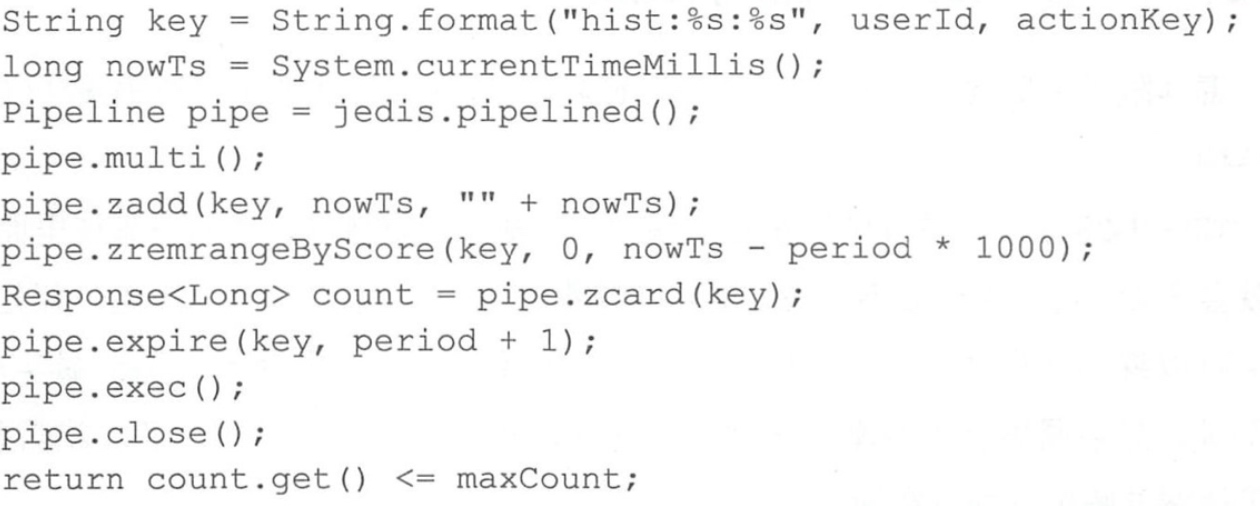 String key = String.format("hist:%s:%s", userId, actionKey);
long nowTs = System.currentTimeMillis();
Pipeline pipe = jedis.pipelined();
pipe.multi();
pipe.zadd(key, nowTs, "" + nowTs);
pipe.zremrangeByScore(key, 0, nowTs - period * 1000);
Response<Long> count = pipe.zcard(key);
pipe.expire(key, period + 1);
pipe.exec();
pipe.close();
return count.get() <= maxCount;